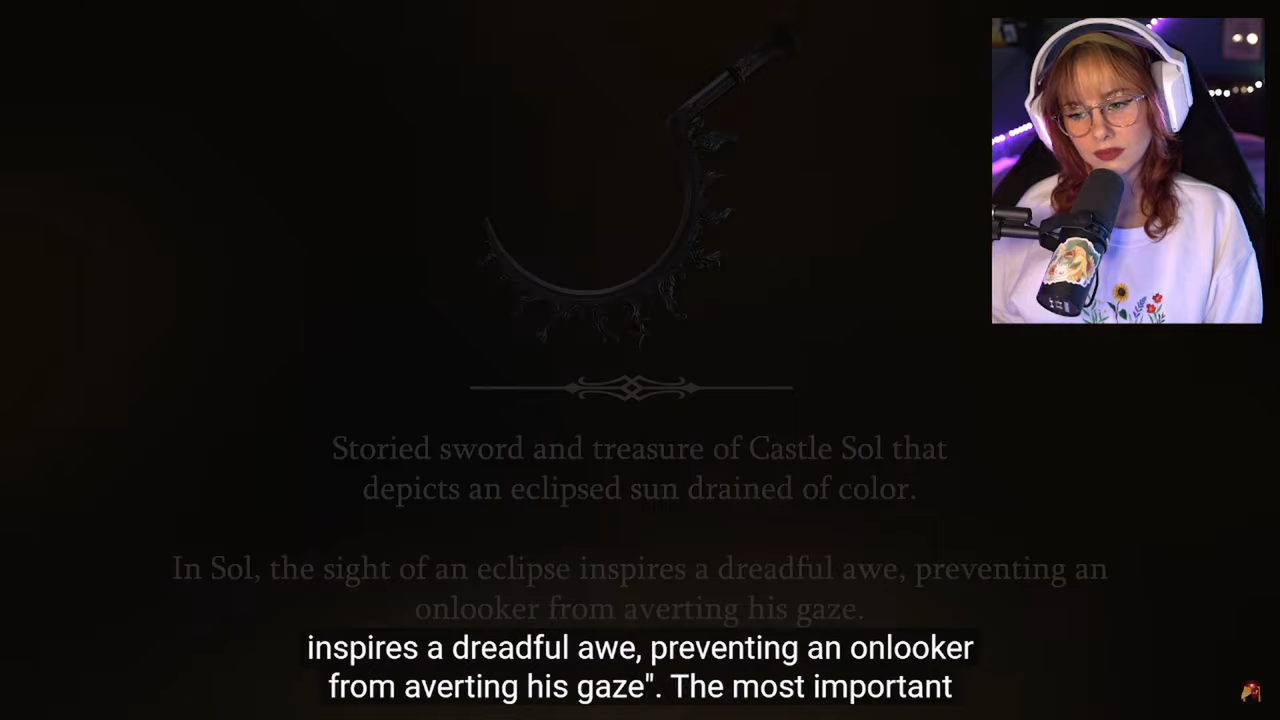 Storied sword and treasure of Castle Sol that
depicts an eclipsed sun drained of color.
In Sol, the sight of an eclipse inspires a dreadful awe, preventing an
onlooker from averting his gaze.
inspires a dreadful awe, preventing an onlooker
from averting his gaze". The most important